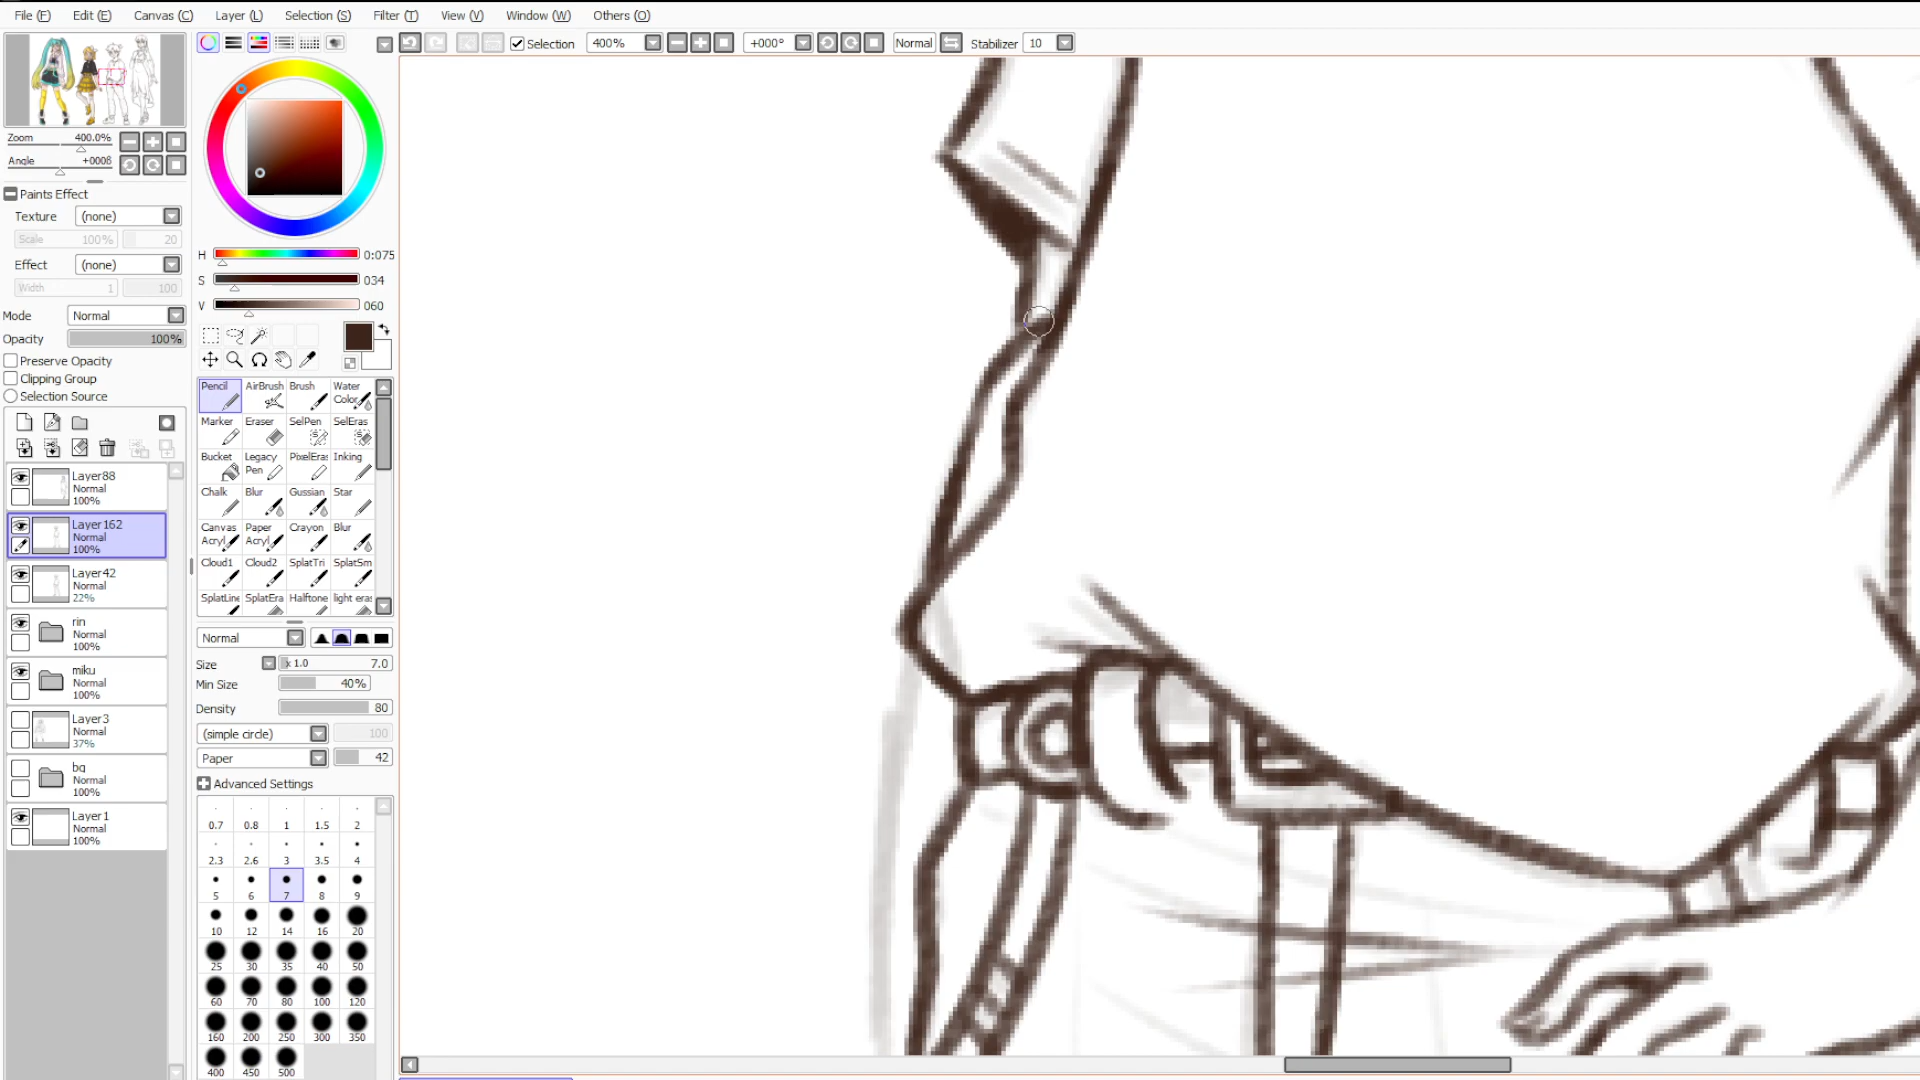 File (F) Edit (E) Canvas (C) Layer (L) Selection (S) Filter (T) View (V) Window (W) Others (O)
Selection 400% +000° Normal Stabilizer 10
Zoom 400.0%
Angle +000ß
Paints Effect
Texture (none)
Scale 100% 20
Effect (none)
Width 1 100
Mode Normal
Opacity 100%
Preserve Opacity
Clipping Group
Selection Source
Layer88
Normal
100%
Layer162
Normal
100%
Layer42
Normal
22%
rin
Normal
100%
miku
Normal
100%
Layer3
Normal
37%
bg
Normal
100%
Layer1
Normal
100%
H 0:075
S 034
V 060
Pencil AirBrush Brush Water Color
Marker Eraser SelPen SelEras
Bucket Legacy Pen PixelEras Inking
Chalk Blur Gussian Star
Canvas Acryl Paper Acryl Crayon Blur
Cloud1 Cloud2 SplatTri SplatSm
SplatLine SplatEra Halftone light eras
Normal
Size x 1.0 7.0
Min Size 40%
Density 80
(simple circle) 100
Paper 42
Advanced Settings
0.7 0.8 1 1.5 2
2.3 2.6 3 3.5 4
5 6 7 8 9
10 12 14 16 20
25 30 35 40 50
60 70 80 100 120
160 200 250 300 350
400 450 500